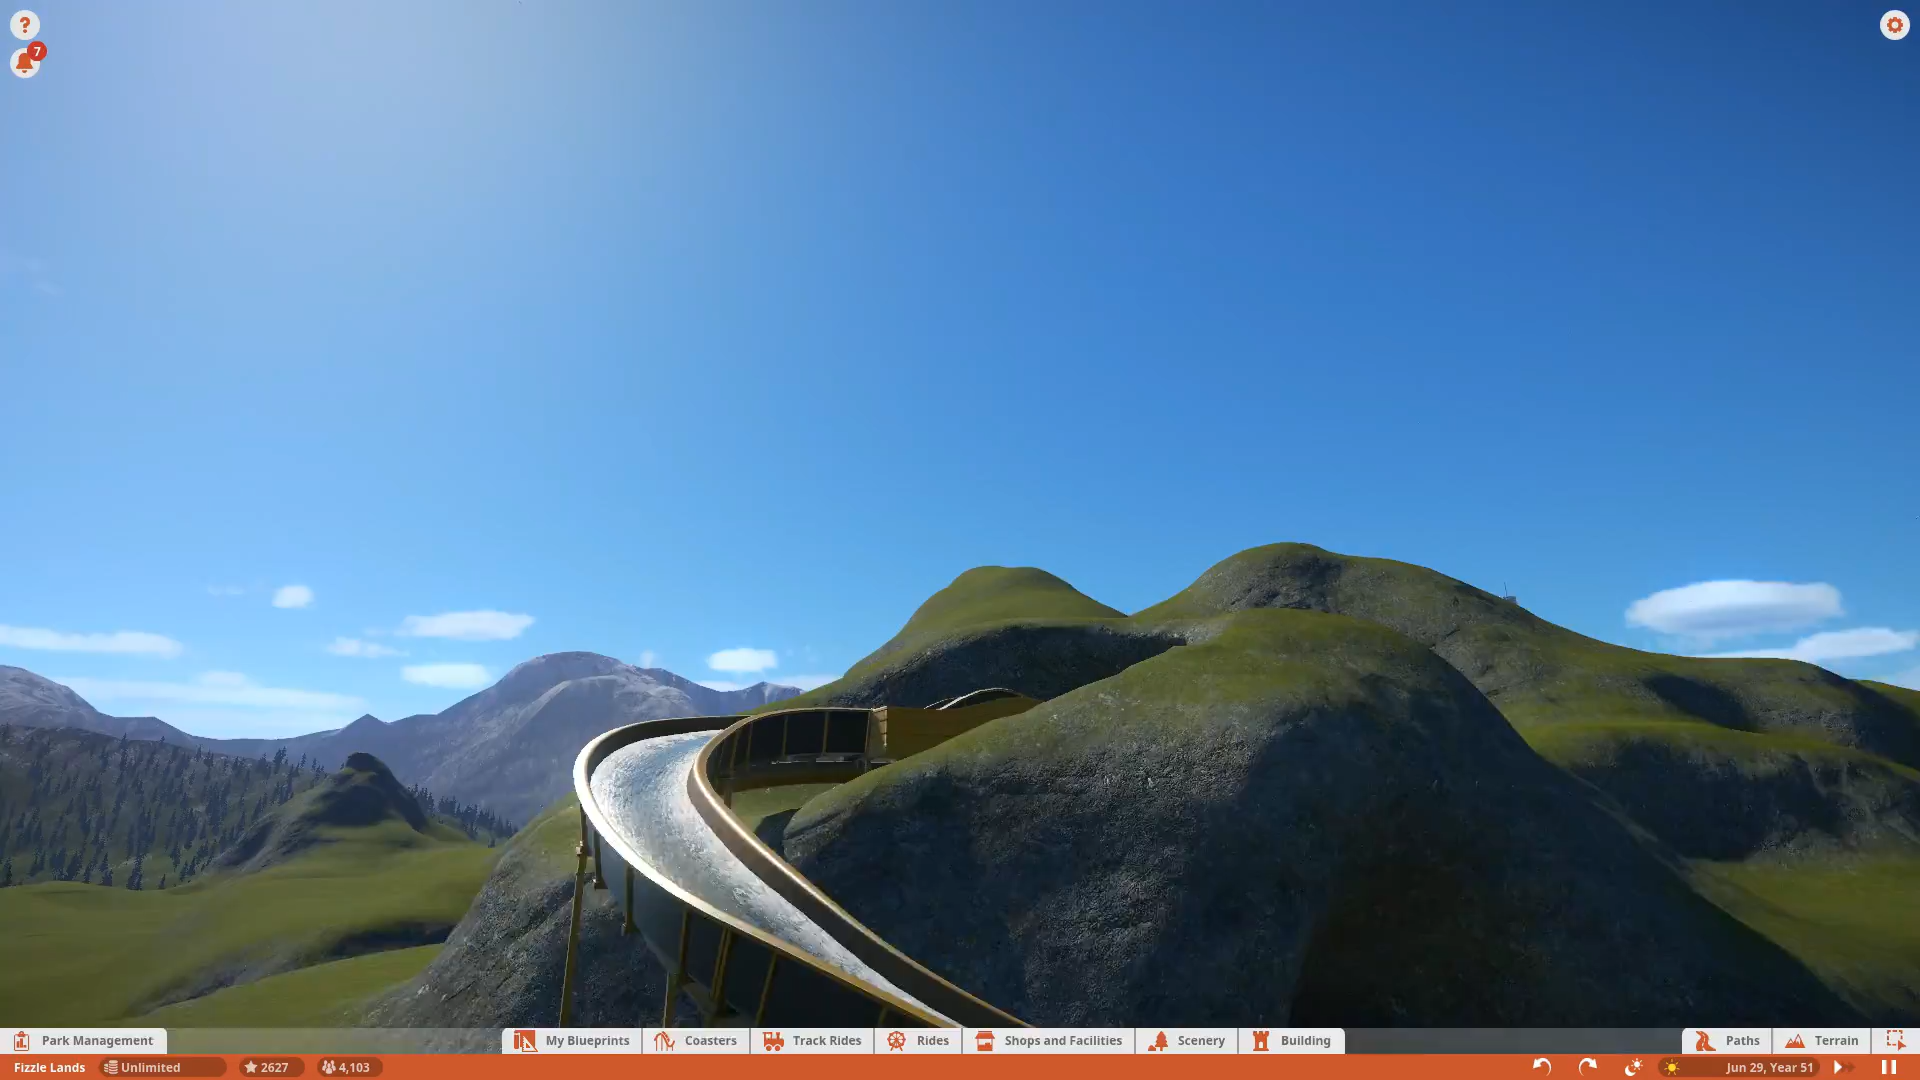 ?
7
Park Management
My Blueprints
Coasters
Track Rides
Rides
Shops and Facilities
Scenery
Building
Paths
Terrain
Fizzle Lands
Unlimited
2627
4,103
Jun 29, Year 51